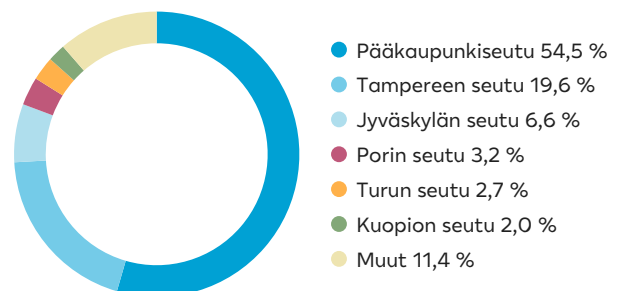 Pääkaupunkiseutu 54,5 %
Tampereen seutu 19,6 %
Jyväskylän seutu 6,6 %
Porin seutu 3,2 %
Turun seutu 2,7 %
Kuopion seutu 2,0 %
Muut 11,4 %